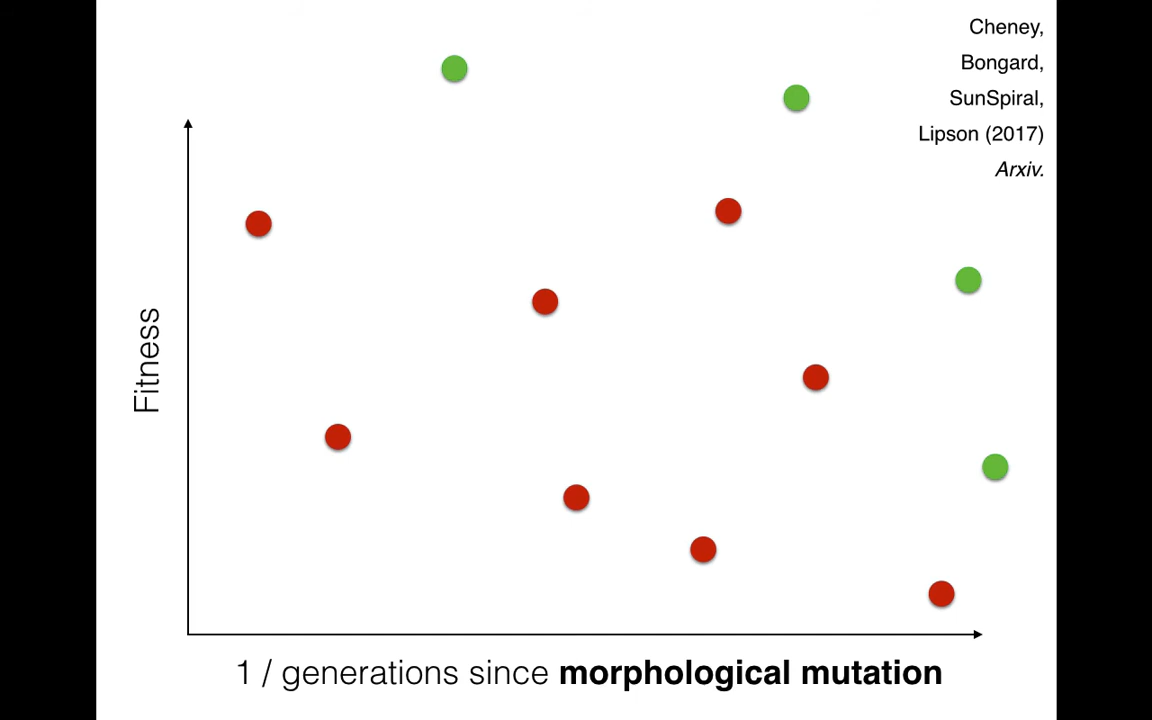 Cheney,
Bongard,
SunSpiral,
Lipson (2017)
Arxiv.
Fitness
1 / generations since morphological mutation